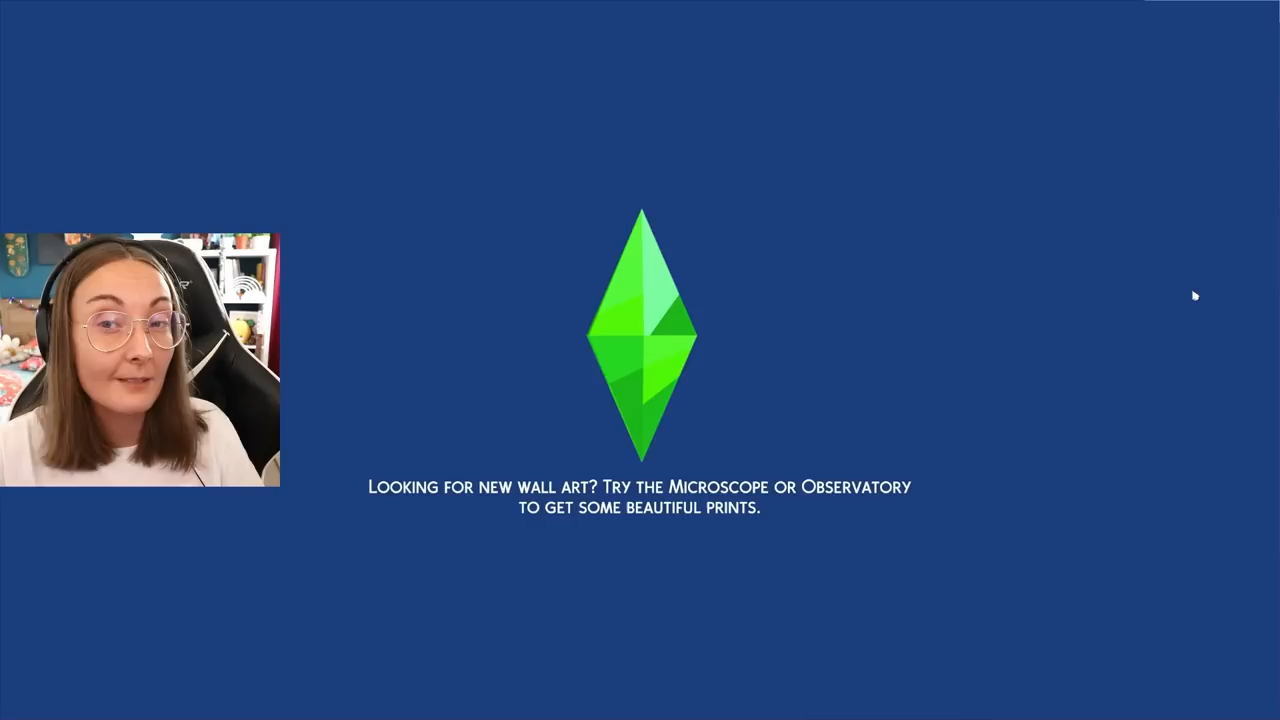 Looking for new wall art? Try the Microscope or Observatory
to get some beautiful prints.